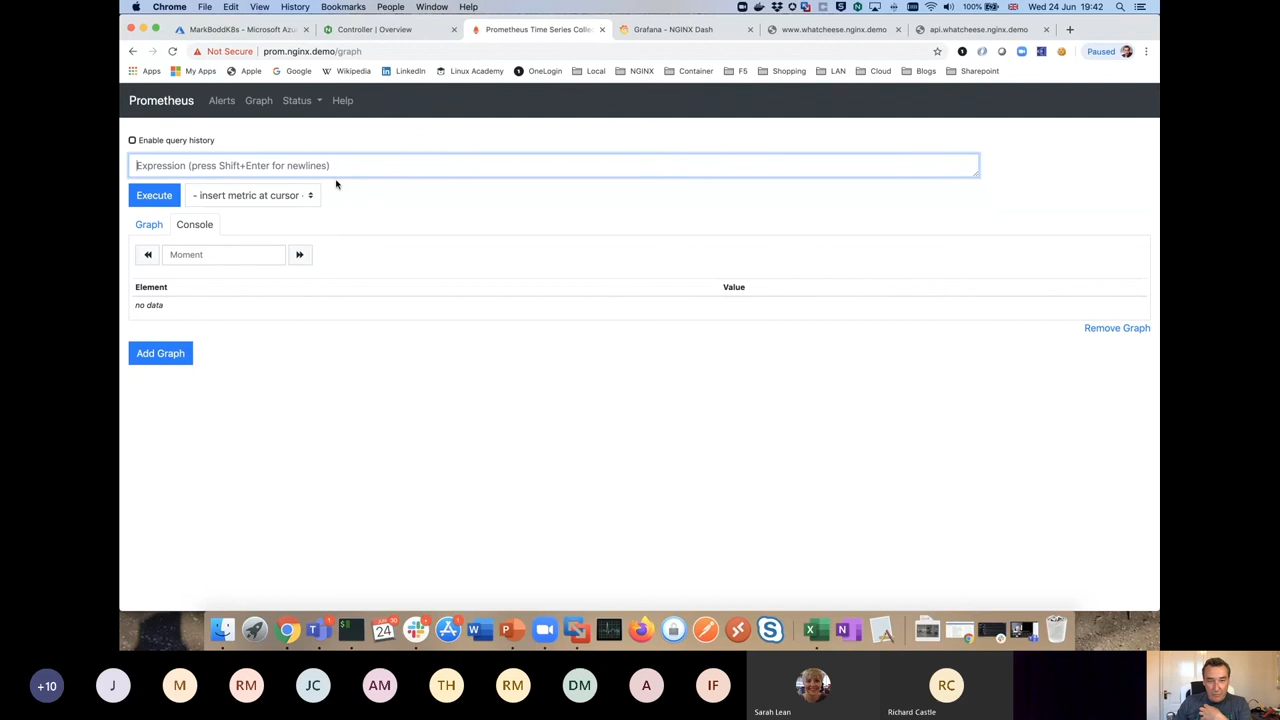 Chrome File Edit View History Bookmarks People Window Help 100% Wed 24 Jun 19:42
MarkBoddK8s - Microsoft Azu Controller | Overview Prometheus Time Series Colle Grafana - NGINX Dash www.whatcheese.nginx.demo api.whatcheese.nginx.demo
Not Secure prom.nginx.demo/graph Paused
Apps My Apps Apple Google Wikipedia LinkedIn Linux Academy OneLogin Local NGINX Container F5 Shopping LAN Cloud Blogs Sharepoint
Prometheus Alerts Graph Status Help
Enable query history
Expression (press Shift+Enter for newlines)
Execute - insert metric at cursor -
Graph Console
Moment
Element Value
no data
Remove Graph
Add Graph
24
+10 J M RM JC AM TH RM DM A IF RC
Sarah Lean Richard Castle